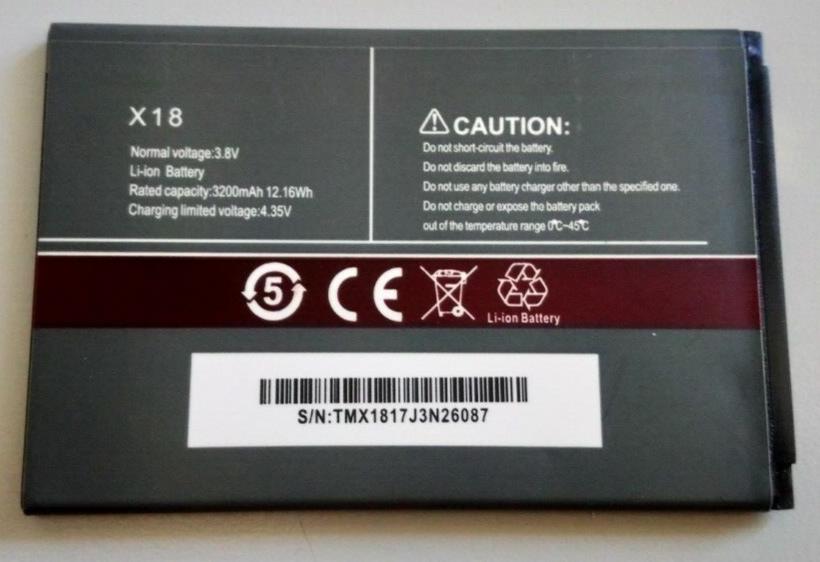 X18
Normal voltage:3.8V
Li-ion Battery
Rated capacity:3200mAh 12.16Wh
Charging limited voltage:4.35V
CAUTION:
Do not short-circuit the battery.
Do not discard the battery into fire.
Do not use any battery charger other than the specified one.
Do not charge or expose the battery pack
out of the temperature range 0℃~45℃
5 CE
Li-ion Battery
S/N:TMX1817J3N26087